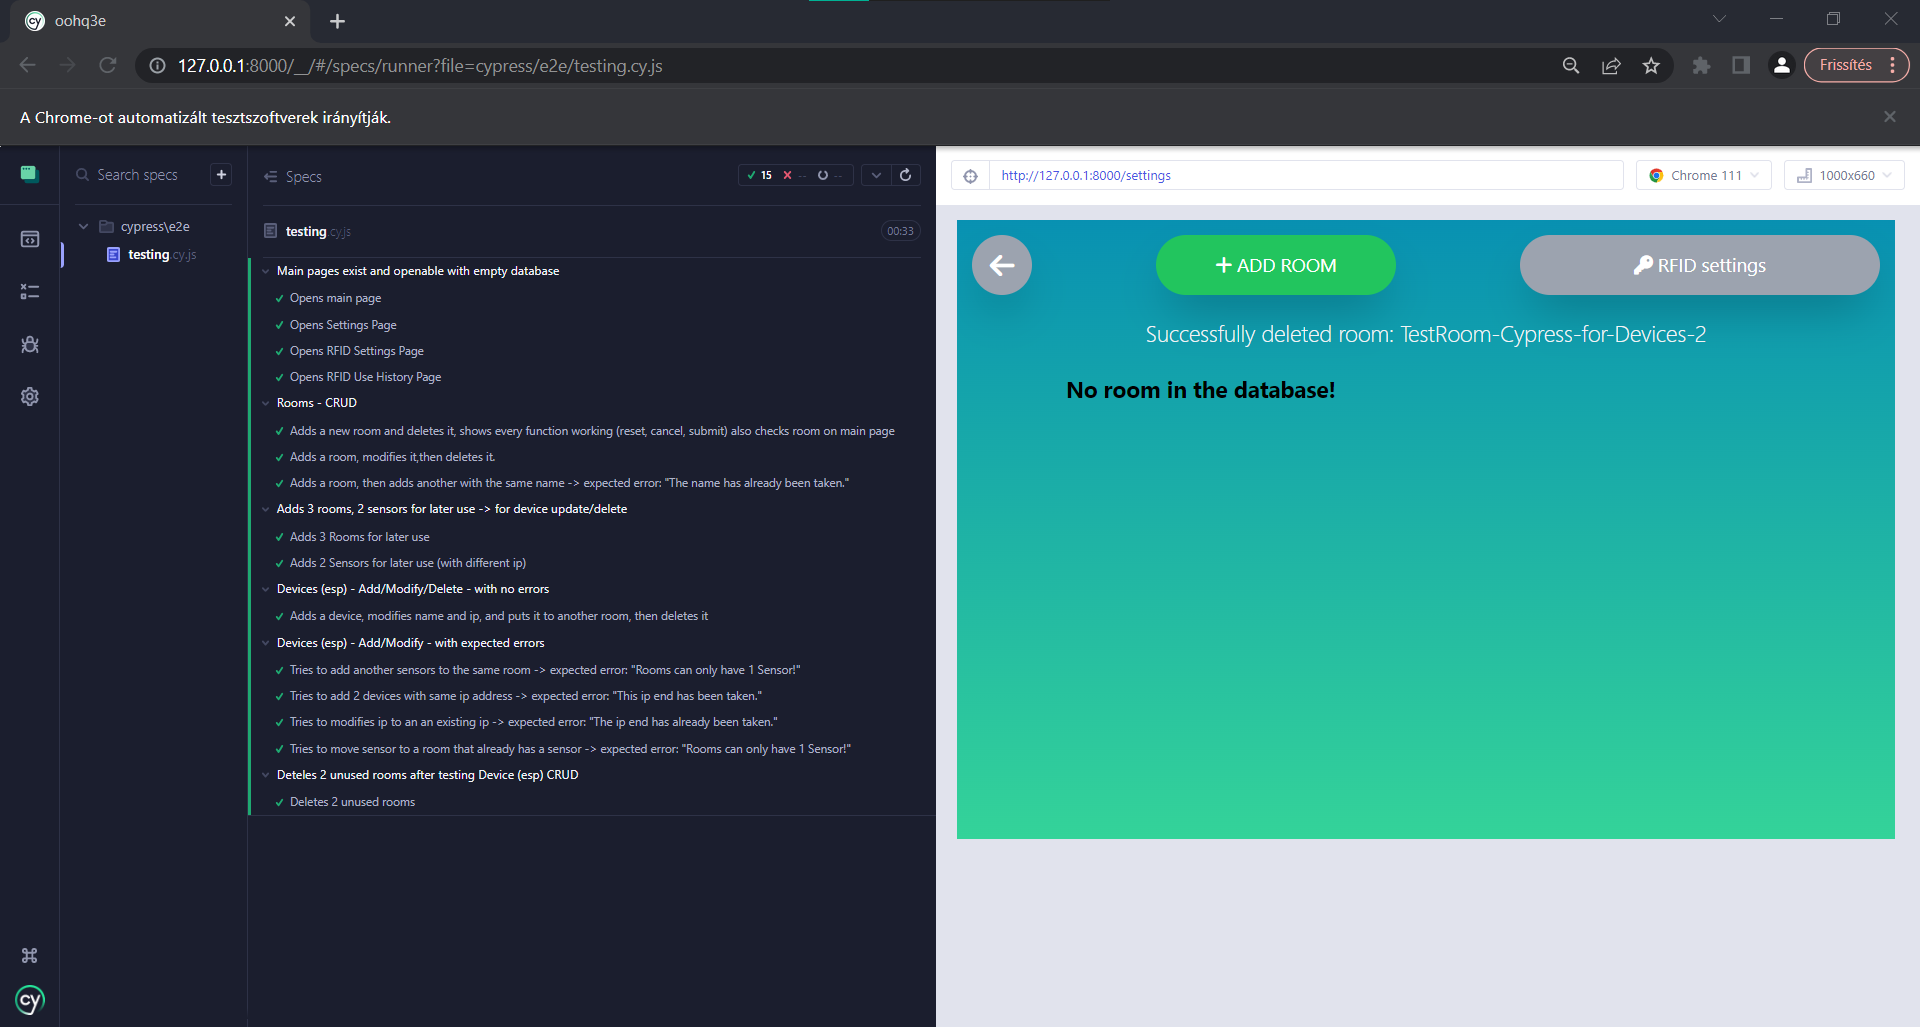 oohq3e
127.0.0.1:8000/__/#/specs/runner?file=cypress/e2e/testing.cy.js
Frissítés
A Chrome-ot automatizált tesztszoftverek irányítják.
Search specs
Specs
15 -- --
http://127.0.0.1:8000/settings
Chrome 111
1000x660
cypress\e2e
testing.cy.js
testing.cy.js
00:33
Main pages exist and openable with empty database
Opens main page
Opens Settings Page
Opens RFID Settings Page
Opens RFID Use History Page
Rooms - CRUD
Adds a new room and deletes it, shows every function working (reset, cancel, submit) also checks room on main page
Adds a room, modifies it,then deletes it.
Adds a room, then adds another with the same name -> expected error: "The name has already been taken."
Adds 3 rooms, 2 sensors for later use -> for device update/delete
Adds 3 Rooms for later use
Adds 2 Sensors for later use (with different ip)
Devices (esp) - Add/Modify/Delete - with no errors
Adds a device, modifies name and ip, and puts it to another room, then deletes it
Devices (esp) - Add/Modify - with expected errors
Tries to add another sensors to the same room -> expected error: "Rooms can only have 1 Sensor!"
Tries to add 2 devices with same ip address -> expected error: "This ip end has been taken."
Tries to modifies ip to an an existing ip -> expected error: "The ip end has already been taken."
Tries to move sensor to a room that already has a sensor -> expected error: "Rooms can only have 1 Sensor!"
Deteles 2 unused rooms after testing Device (esp) CRUD
Deletes 2 unused rooms
ADD ROOM
RFID settings
Successfully deleted room: TestRoom-Cypress-for-Devices-2
No room in the database!
cy